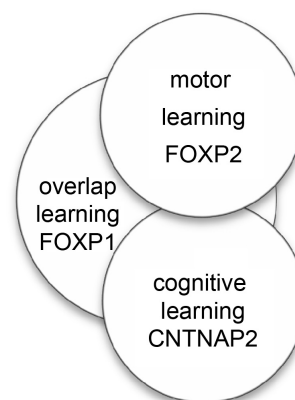 motor
learning
FOXP2
overlap
learning
FOXP1
cognitive
learning
CNTNAP2